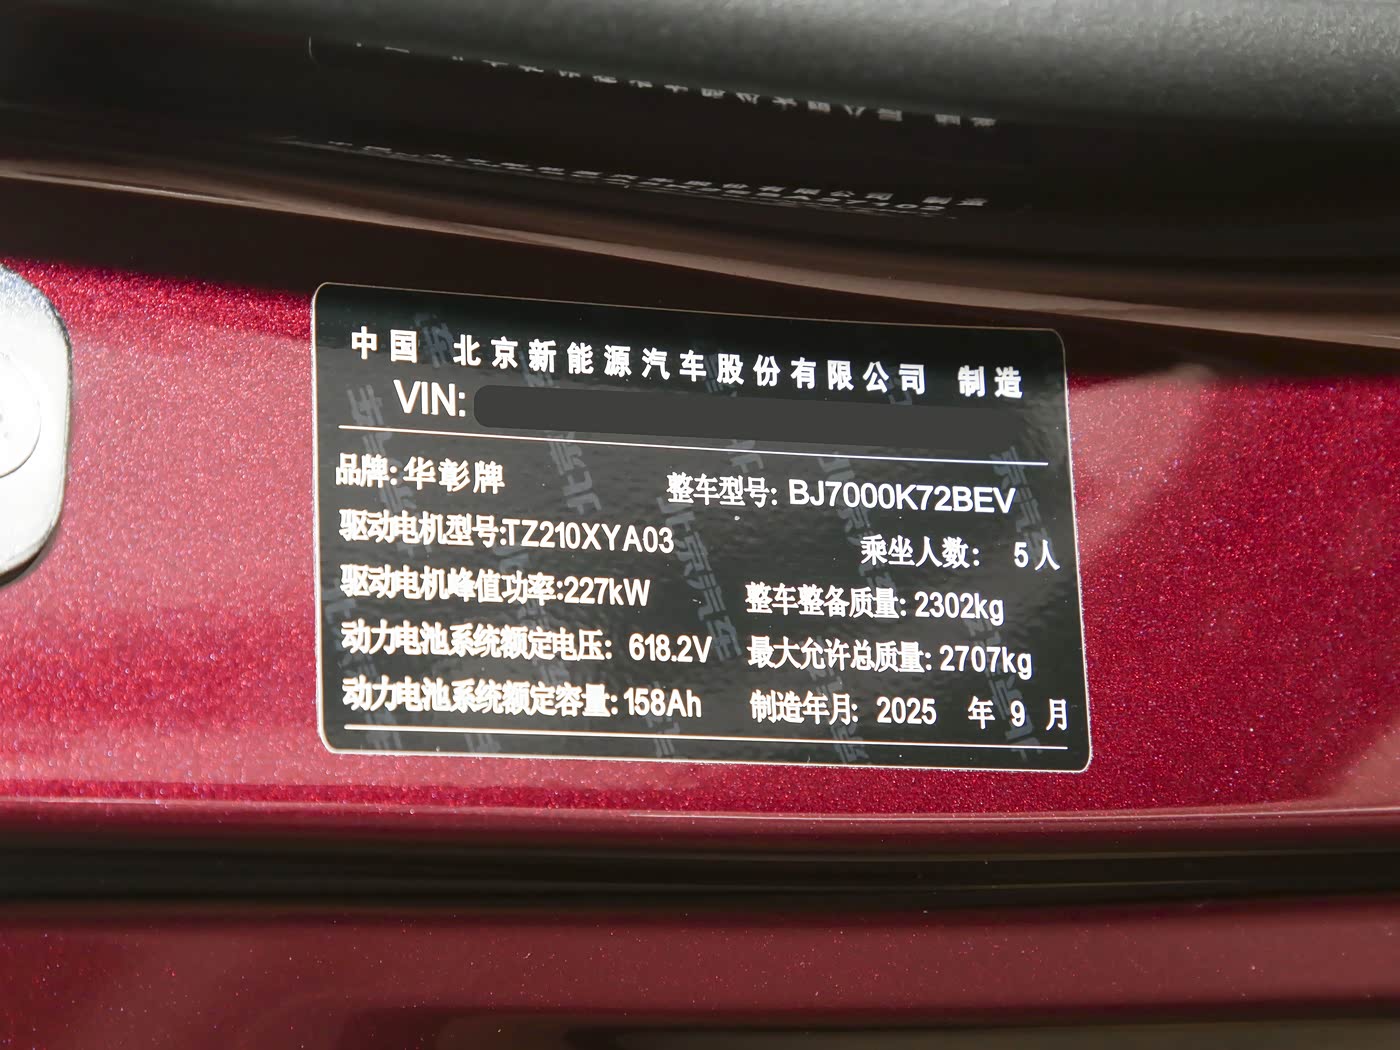 中国 北京新能源汽车股份有限公司 制造
VIN:
品牌: 华彰牌 整车型号: BJ7000K72BEV
驱动电机型号:TZ210XYA03 乘坐人数: 5人
驱动电机峰值功率:227kW 整车整备质量: 2302kg
动力电池系统额定电压: 618.2V 最大允许总质量: 2707kg
动力电池系统额定容量:158Ah 制造年月: 2025 年 9 月